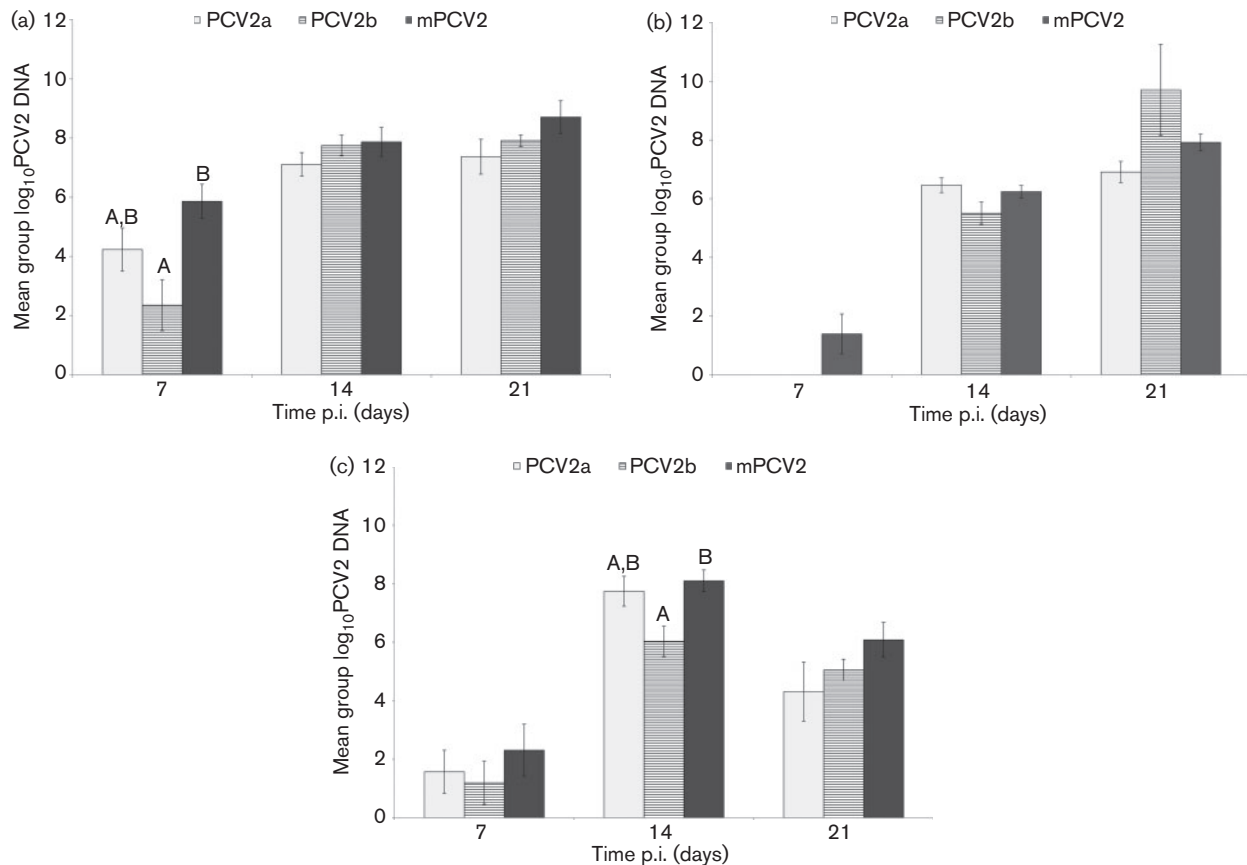 (a)
PCV2a PCV2b mPCV2
Mean group log10PCV2 DNA
12
10
8
6
4
2
0
A,B
A
B
7 14 21
Time p.i. (days)
(b)
PCV2a PCV2b mPCV2
Mean group log10PCV2 DNA
12
10
8
6
4
2
0
7 14 21
Time p.i. (days)
(c)
PCV2a PCV2b mPCV2
Mean group log10PCV2 DNA
12
10
8
6
4
2
0
A,B
A
B
7 14 21
Time p.i. (days)